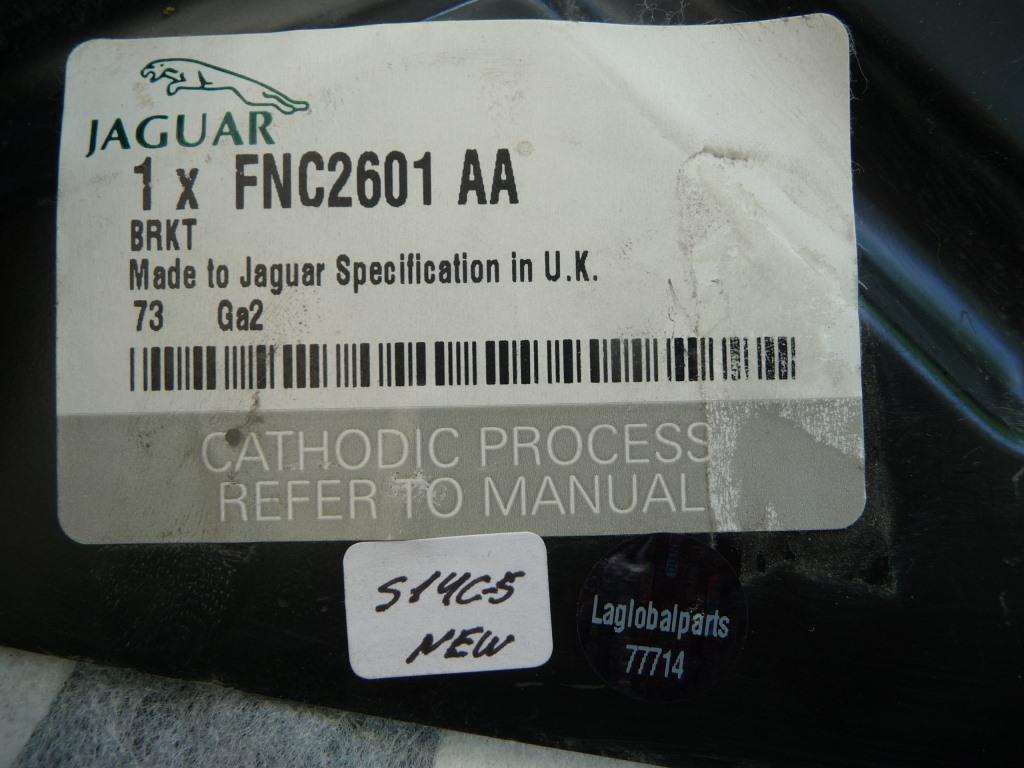 JAGUAR
1 x FNC2601 AA
BRKT
Made to Jaguar Specification in U.K.
73 Ga2
CATHODIC PROCESS
REFER TO MANUAL
S14C-5
NEW
Laglobalparts
77714